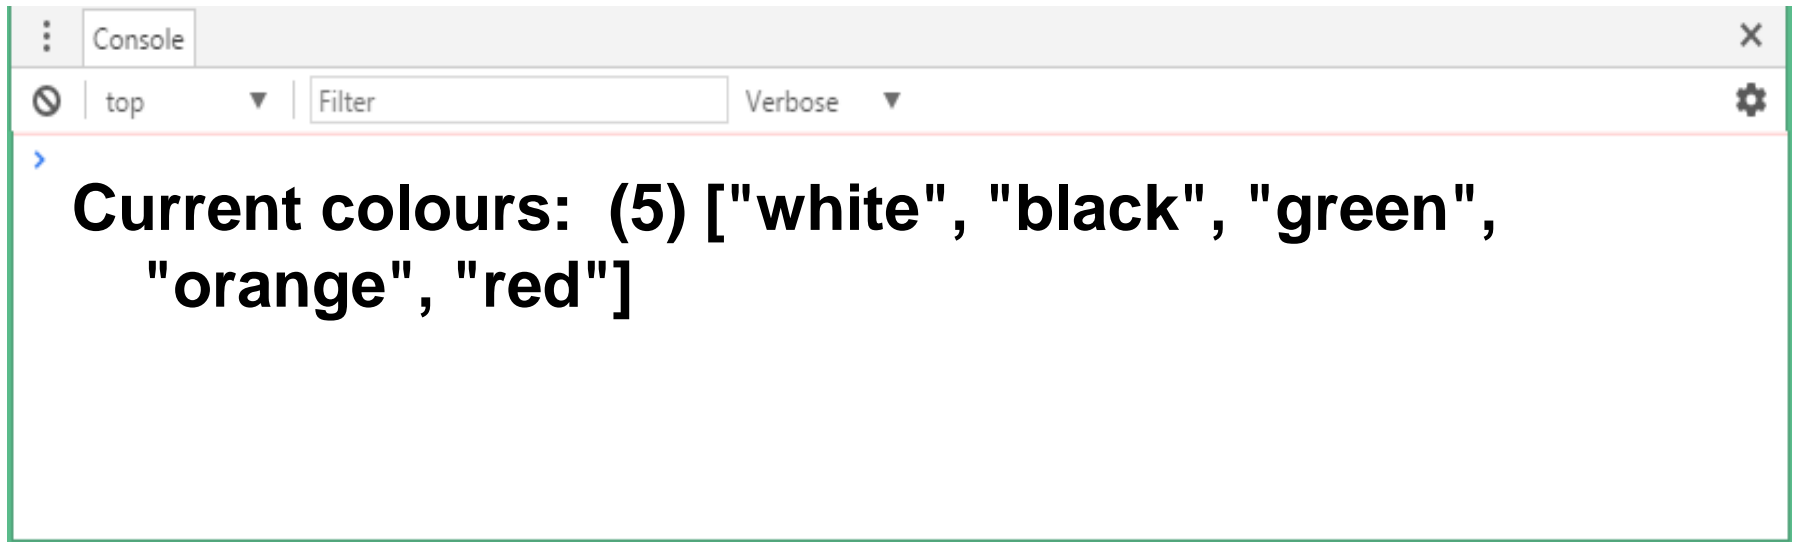 Console
top Filter Verbose
Current colours:  (5) ["white", "black", "green",
"orange", "red"]